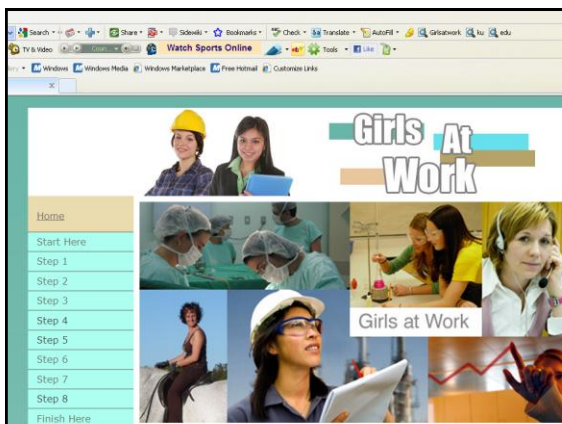 Search Share Sidewiki Bookmarks Check Translate AutoFill Girlsatwork ku edu
TV & Video Watch Sports Online Tools Like
Windows Windows Media Windows Marketplace Free Hotmail Customize Links
x
Girls At
Work
Home
Start Here
Step 1
Step 2
Step 3
Step 4
Step 5
Step 6
Step 7
Step 8
Finish Here
Girls at Work